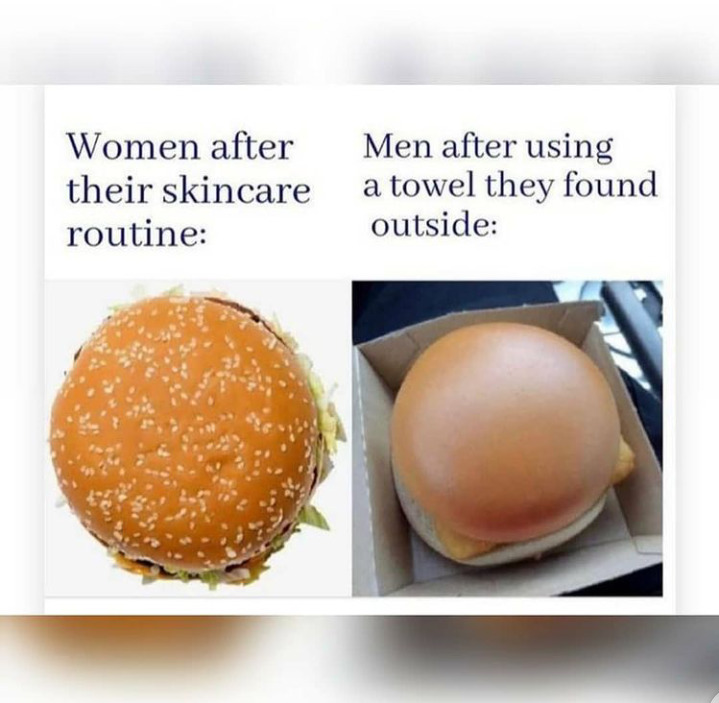 Women after
their skincare
routine:
Men after using
a towel they found
outside: